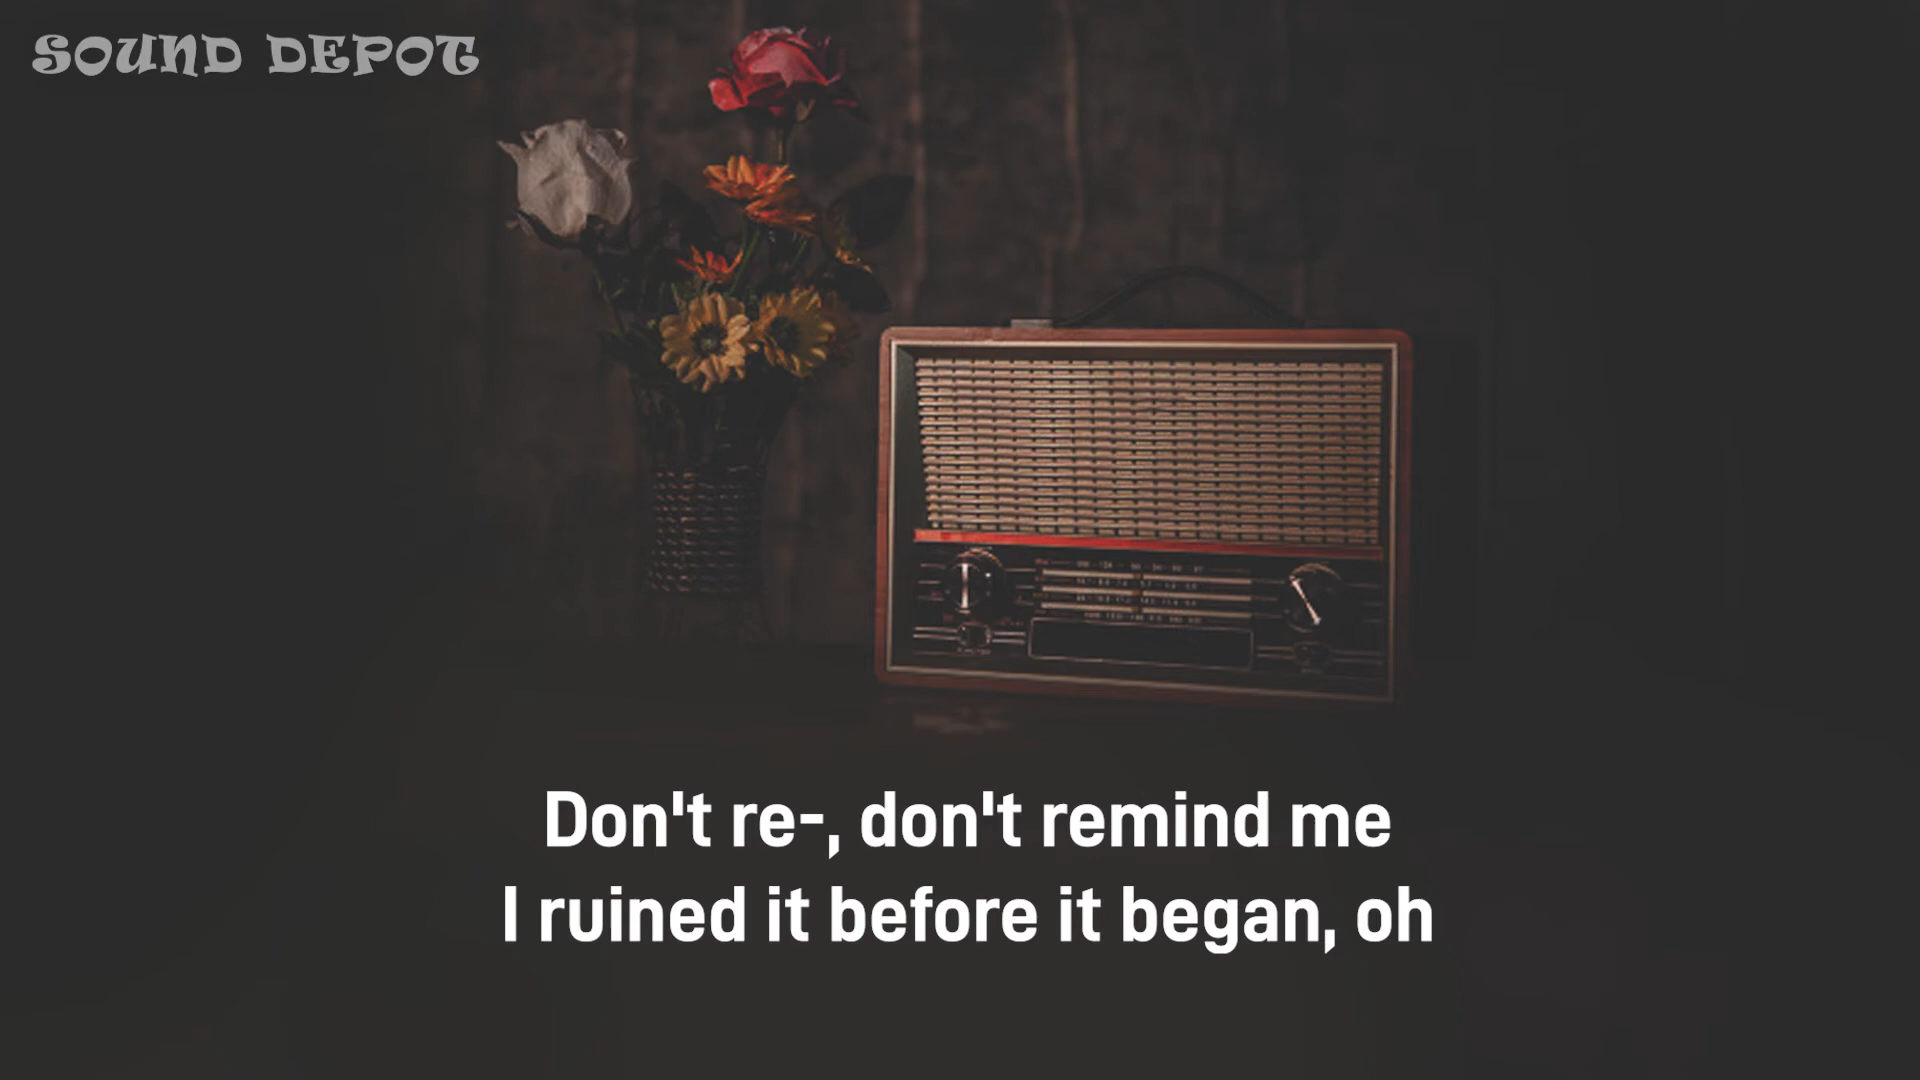 SOUND DEPOT
Don't re-, don't remind me
I ruined it before it began, oh